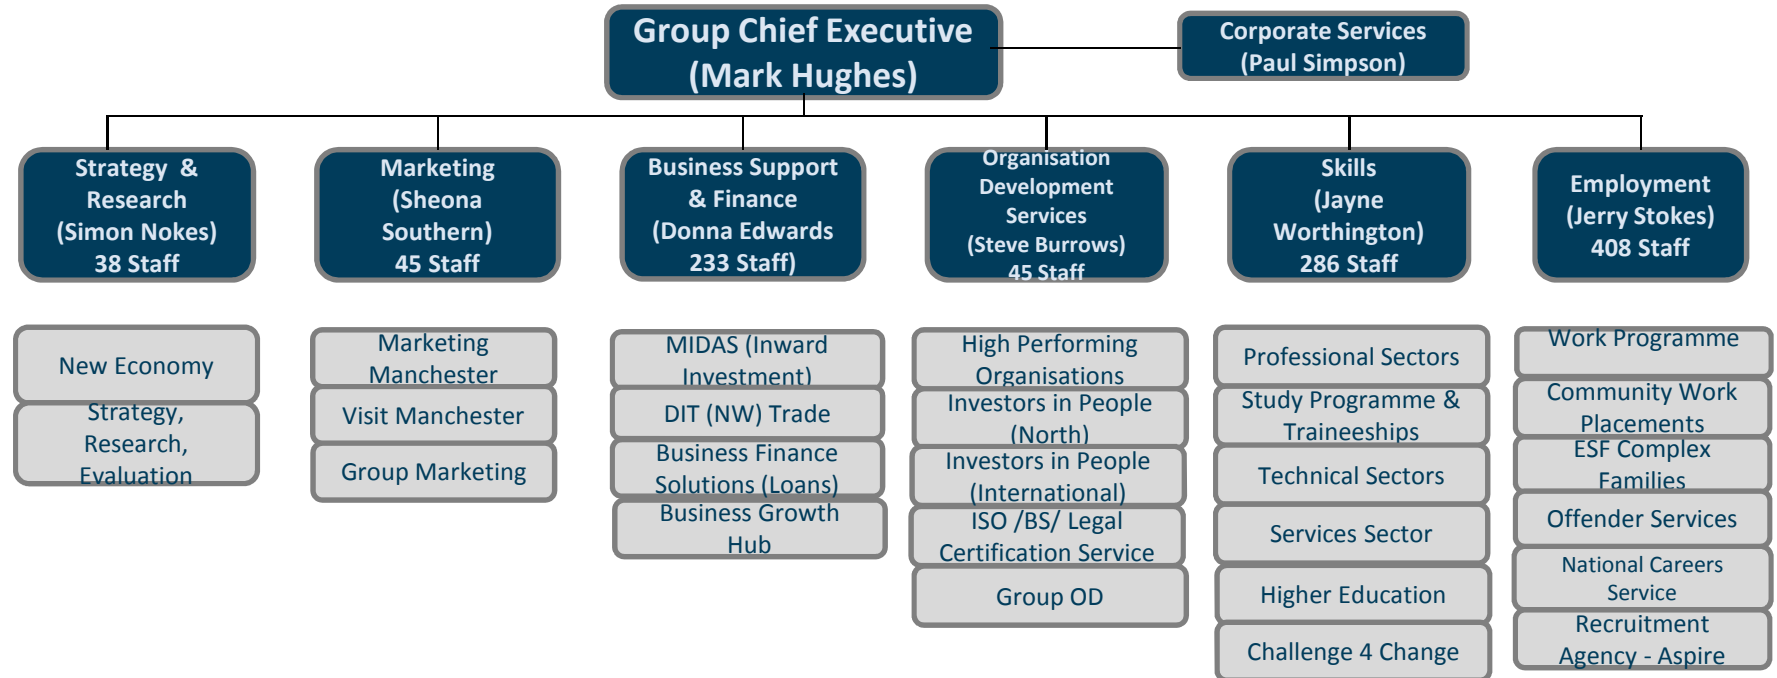 Group Chief Executive
(Mark Hughes)
Corporate Services
(Paul Simpson)
Strategy &
Research
(Simon Nokes)
38 Staff
Marketing
(Sheona
Southern)
45 Staff
Business Support
& Finance
(Donna Edwards
233 Staff)
Organisation
Development
Services
(Steve Burrows)
45 Staff
Skills
(Jayne
Worthington)
286 Staff
Employment
(Jerry Stokes)
408 Staff
New Economy
Strategy,
Research,
Evaluation
Marketing
Manchester
Visit Manchester
Group Marketing
MIDAS (Inward
Investment)
DIT (NW) Trade
Business Finance
Solutions (Loans)
Business Growth
Hub
High Performing
Organisations
Investors in People
(North)
Investors in People
(International)
ISO /BS/ Legal
Certification Service
Group OD
Professional Sectors
Study Programme &
Traineeships
Technical Sectors
Services Sector
Higher Education
Challenge 4 Change
Work Programme
Community Work
Placements
ESF Complex
Families
Offender Services
National Careers
Service
Recruitment
Agency - Aspire